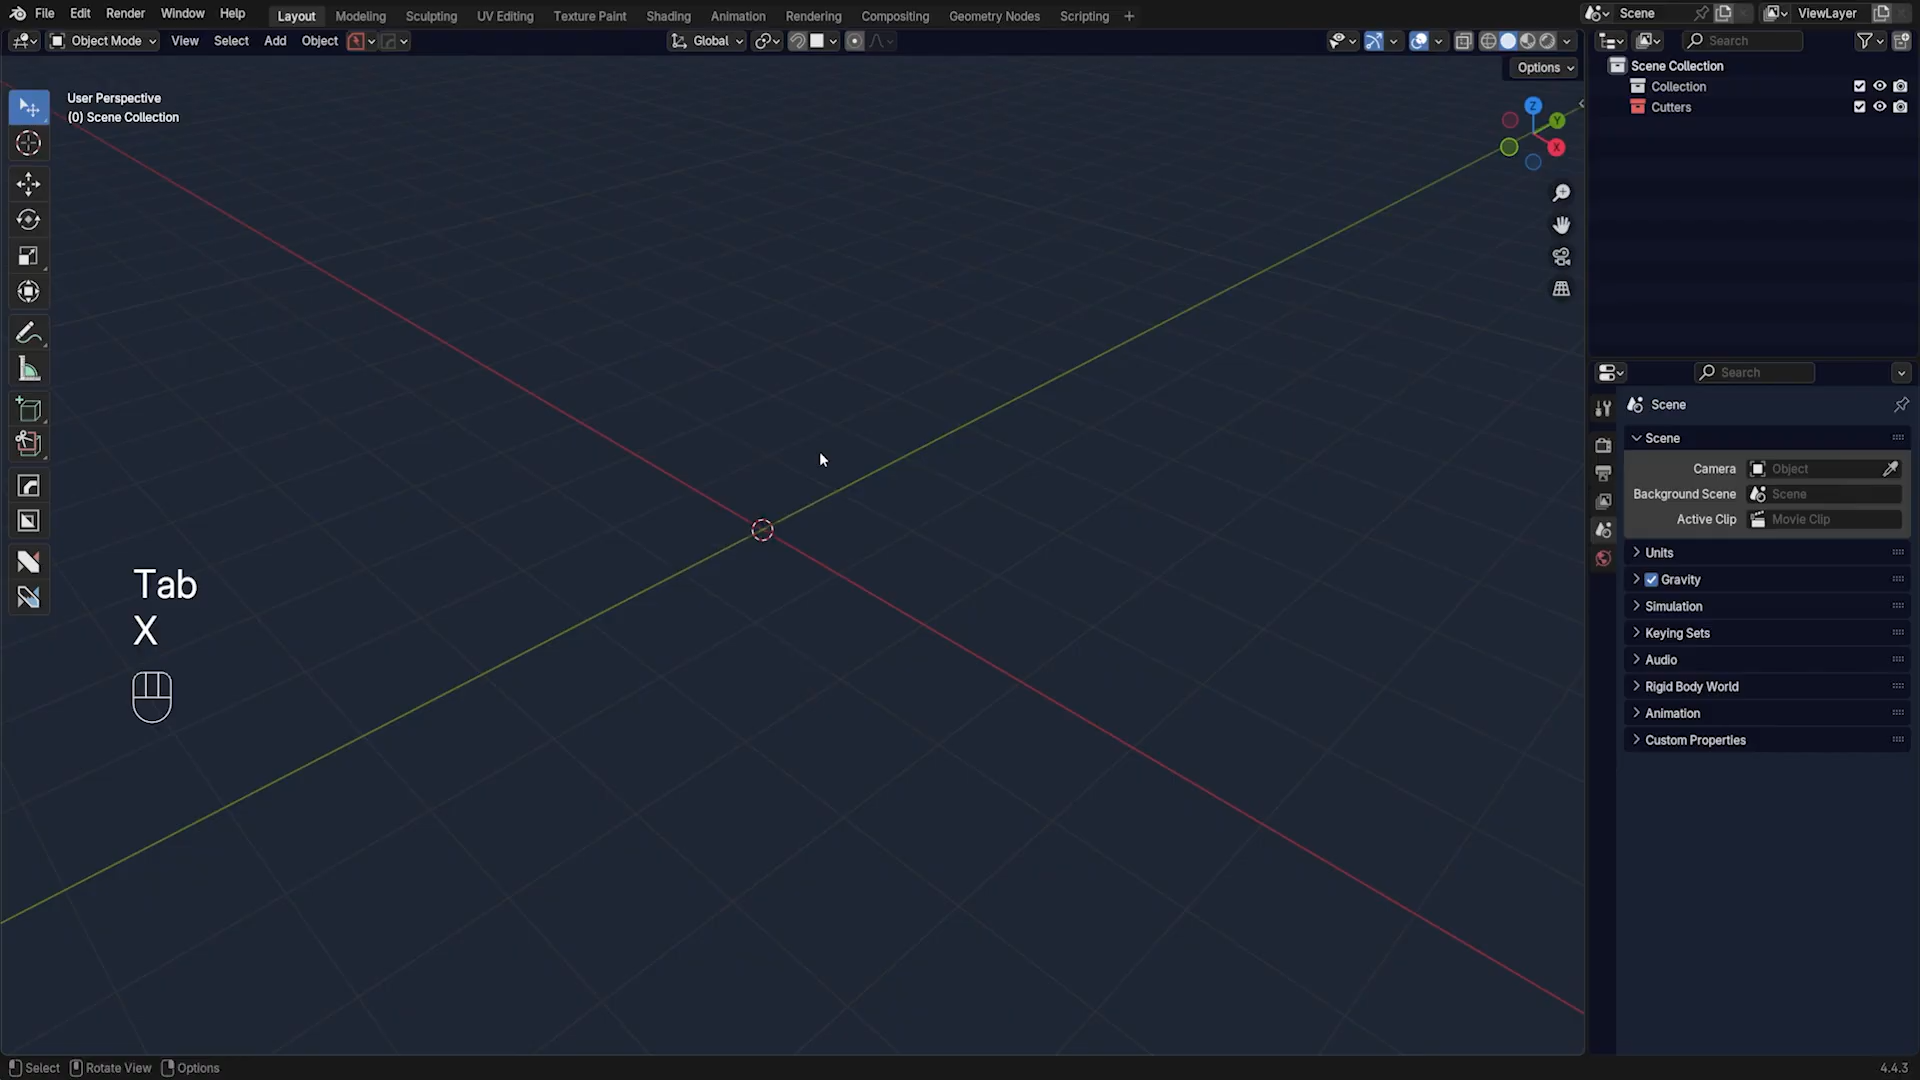 File Edit Render Window Help
Layout Modeling Sculpting UV Editing Texture Paint Shading Animation Rendering Compositing Geometry Nodes Scripting +
Scene
ViewLayer
Object Mode View Select Add Object
Global
Search
Options
User Perspective
(0) Scene Collection
Z
Y
X
Scene Collection
Collection
Cutters
Search
Scene
Scene
Camera Object
Background Scene Scene
Active Clip Movie Clip
Units
Gravity
Simulation
Keying Sets
Audio
Rigid Body World
Animation
Custom Properties
Tab
X
Select Rotate View Options
4.4.3